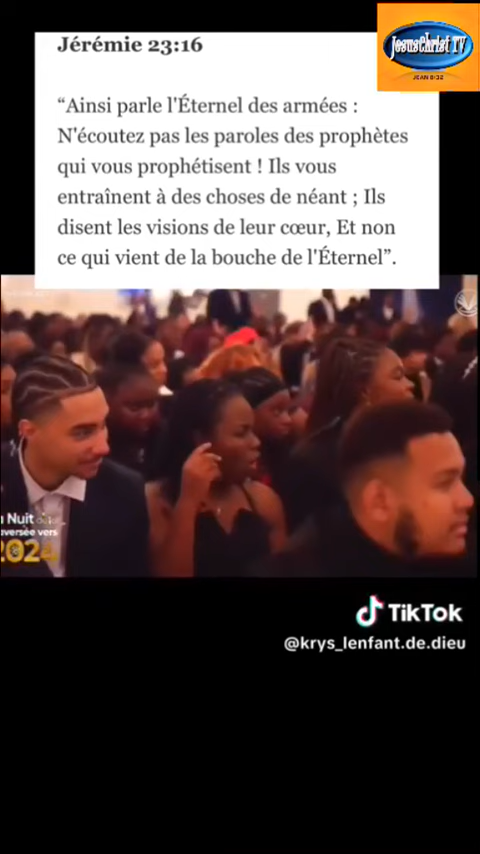 Jérémie 23:16
JesusChrist TV
JEAN 8:32
“Ainsi parle l'Éternel des armées :
N'écoutez pas les paroles des prophètes
qui vous prophétisent ! Ils vous
entraînent à des choses de néant ; Ils
disent les visions de leur cœur, Et non
ce qui vient de la bouche de l'Éternel”.
Nuit
versée vers
2024
TikTok
@krys_lenfant.de.dieu